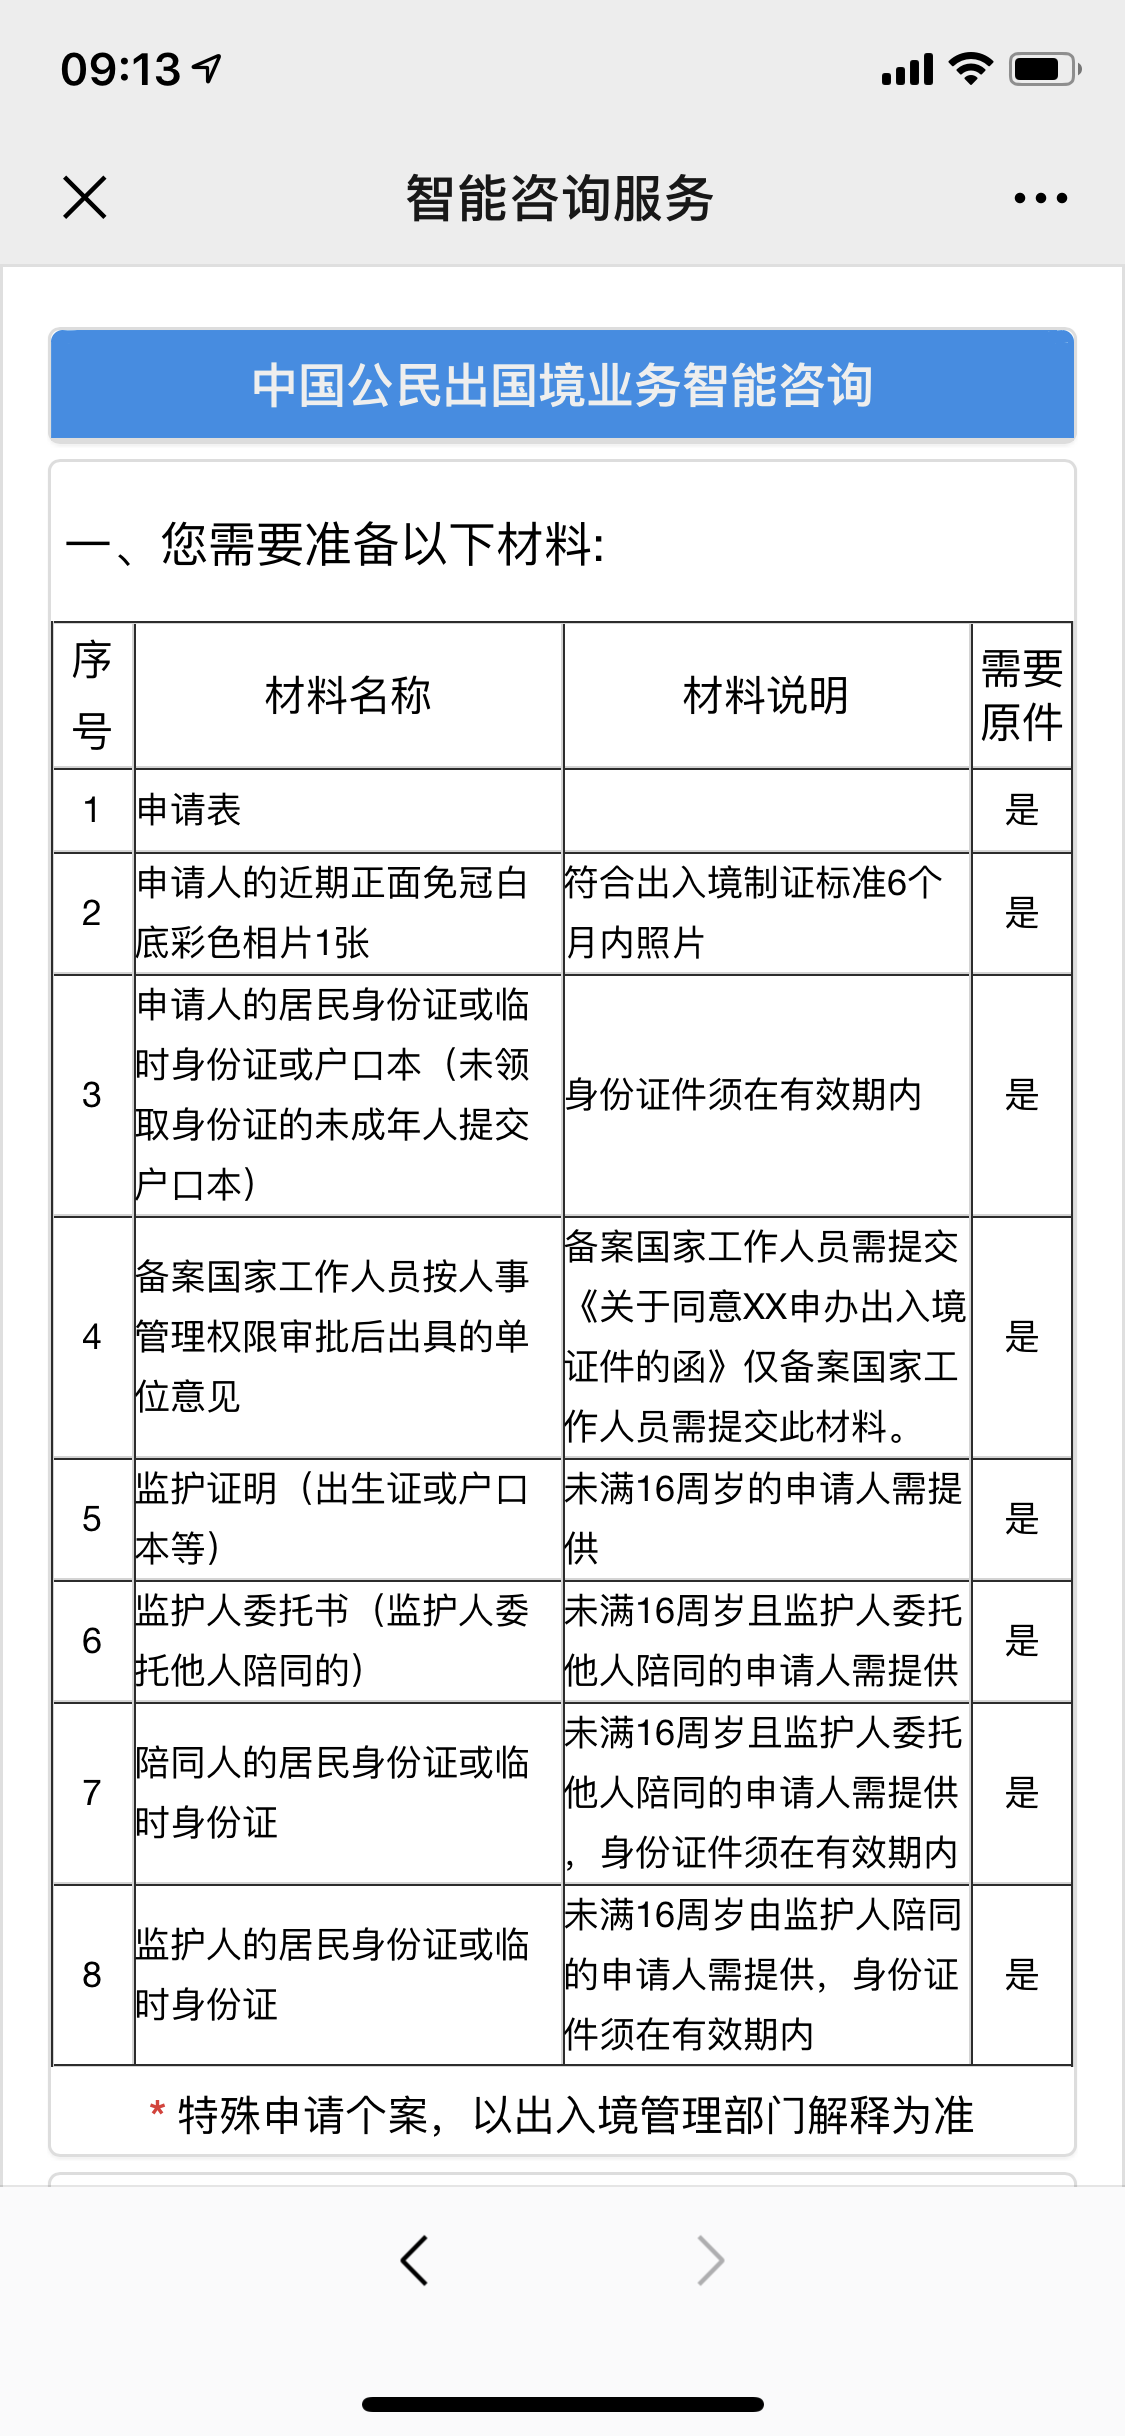 09:13
智能咨询服务
中国公民出国境业务智能咨询
一、您需要准备以下材料:
序
号
材料名称
材料说明
需要
原件
1
申请表
是
2
申请人的近期正面免冠白
底彩色相片1张
符合出入境制证标准6个
月内照片
是
3
申请人的居民身份证或临
时身份证或户口本（未领
取身份证的未成年人提交
户口本）
身份证件须在有效期内
是
4
备案国家工作人员按人事
管理权限审批后出具的单
位意见
备案国家工作人员需提交
《关于同意XX申办出入境
证件的函》仅备案国家工
作人员需提交此材料。
是
5
监护证明（出生证或户口
本等）
未满16周岁的申请人需提
供
是
6
监护人委托书（监护人委
托他人陪同的）
未满16周岁且监护人委托
他人陪同的申请人需提供
是
7
陪同人的居民身份证或临
时身份证
未满16周岁且监护人委托
他人陪同的申请人需提供
，身份证件须在有效期内
是
8
监护人的居民身份证或临
时身份证
未满16周岁由监护人陪同
的申请人需提供，身份证
件须在有效期内
是
* 特殊申请个案，以出入境管理部门解释为准